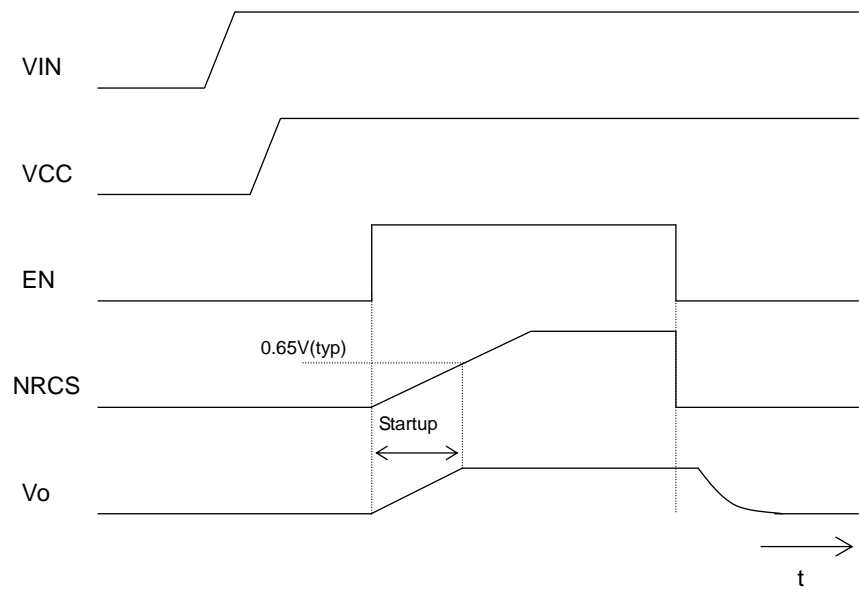 VIN
VCC
EN
0.65V(typ)
NRCS
Startup
Vo
t